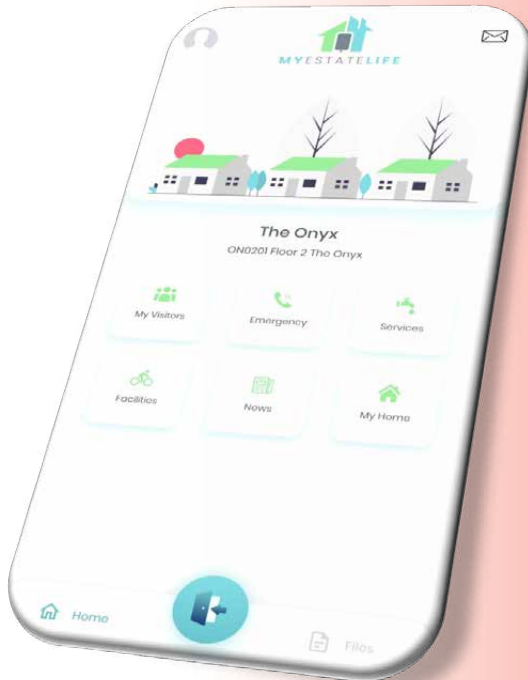 MYESTATELIFE
The Onyx
ON0201 Floor 2 The Onyx
My Visitors
Emergency
Services
Facilities
News
My Home
Home
Files